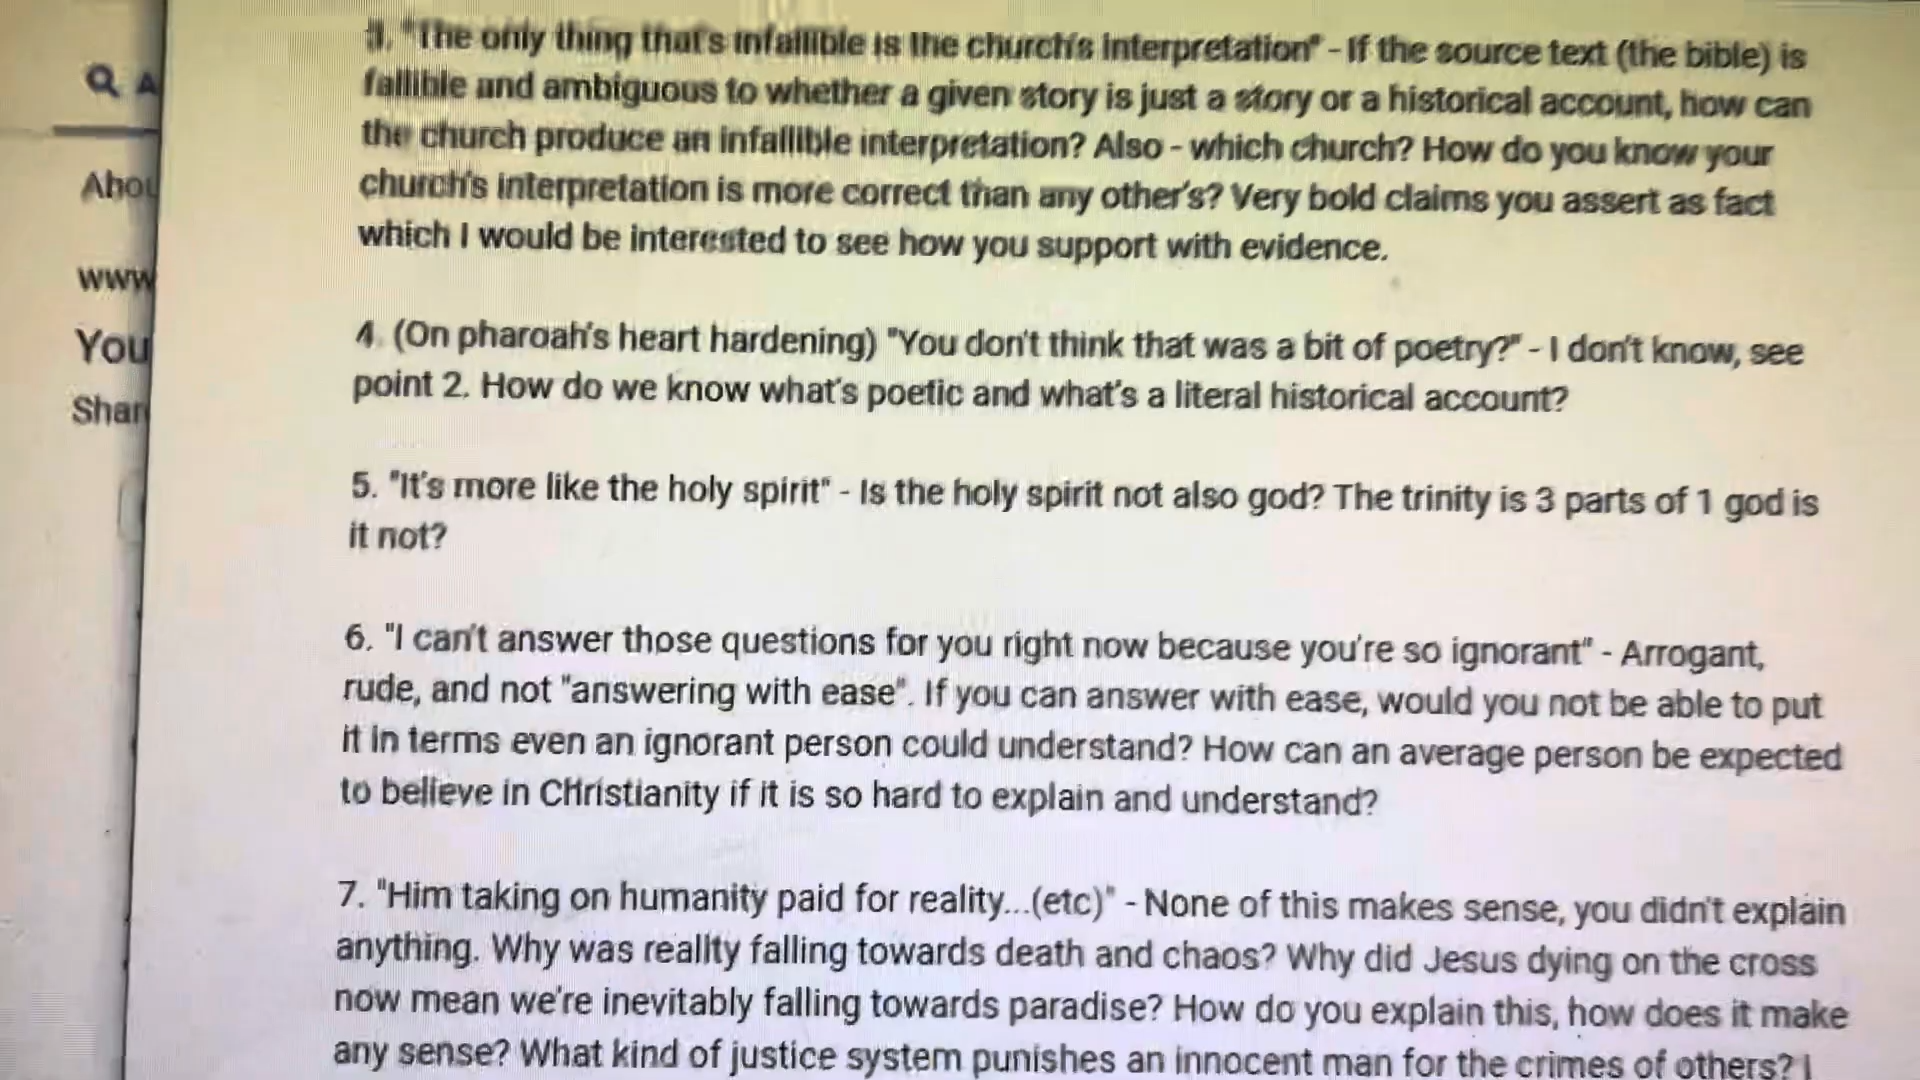 A
Abou
www
You
Shar
3. "The only thing that's infallible is the church's interpretation" - If the source text (the bible) is
fallible and ambiguous to whether a given story is just a story or a historical account, how can
the church produce an infallible interpretation? Also - which church? How do you know your
church's interpretation is more correct than any other's? Very bold claims you assert as fact
which I would be interested to see how you support with evidence.
4. (On pharoah's heart hardening) "You don't think that was a bit of poetry?" - I don't know, see
point 2. How do we know what's poetic and what's a literal historical account?
5. "It's more like the holy spirit" - Is the holy spirit not also god? The trinity is 3 parts of 1 god is
it not?
6. "I can't answer those questions for you right now because you're so ignorant" - Arrogant,
rude, and not "answering with ease". If you can answer with ease, would you not be able to put
it in terms even an ignorant person could understand? How can an average person be expected
to believe in CHristianity if it is so hard to explain and understand?
7. "Him taking on humanity paid for reality...(etc)" - None of this makes sense, you didn't explain
anything. Why was reality falling towards death and chaos? Why did Jesus dying on the cross
now mean we're inevitably falling towards paradise? How do you explain this, how does it make
any sense? What kind of justice system punishes an innocent man for the crimes of others? I